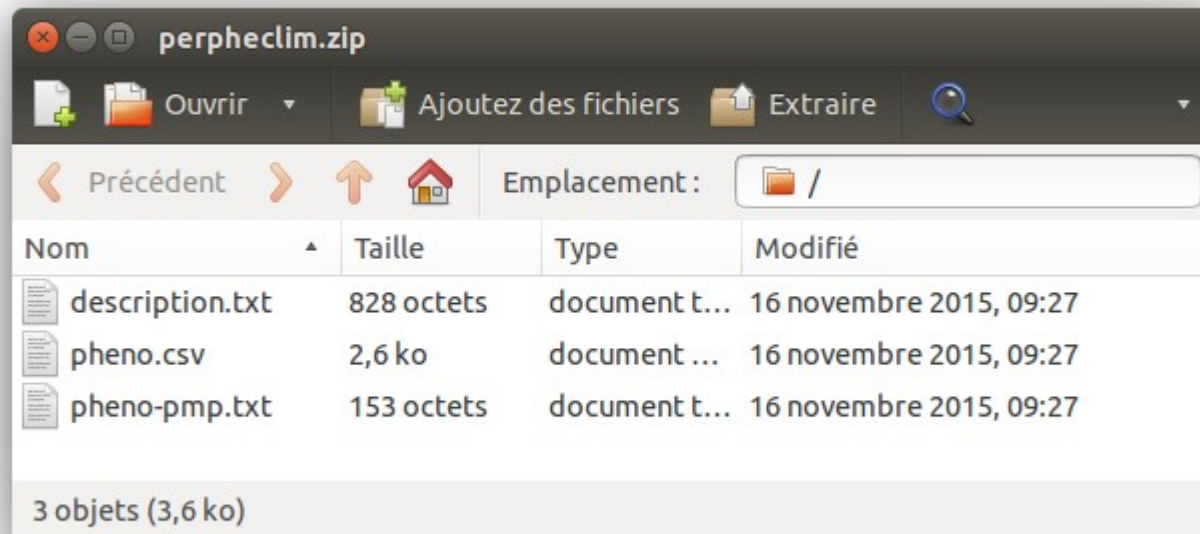 perpheclim.zip
Ouvrir Ajoutez des fichiers Extraire
Précédent Emplacement : /
Nom Taille Type Modifié
description.txt 828 octets document t... 16 novembre 2015, 09:27
pheno.csv 2,6 ko document ... 16 novembre 2015, 09:27
pheno-pmp.txt 153 octets document t... 16 novembre 2015, 09:27
3 objets (3,6 ko)